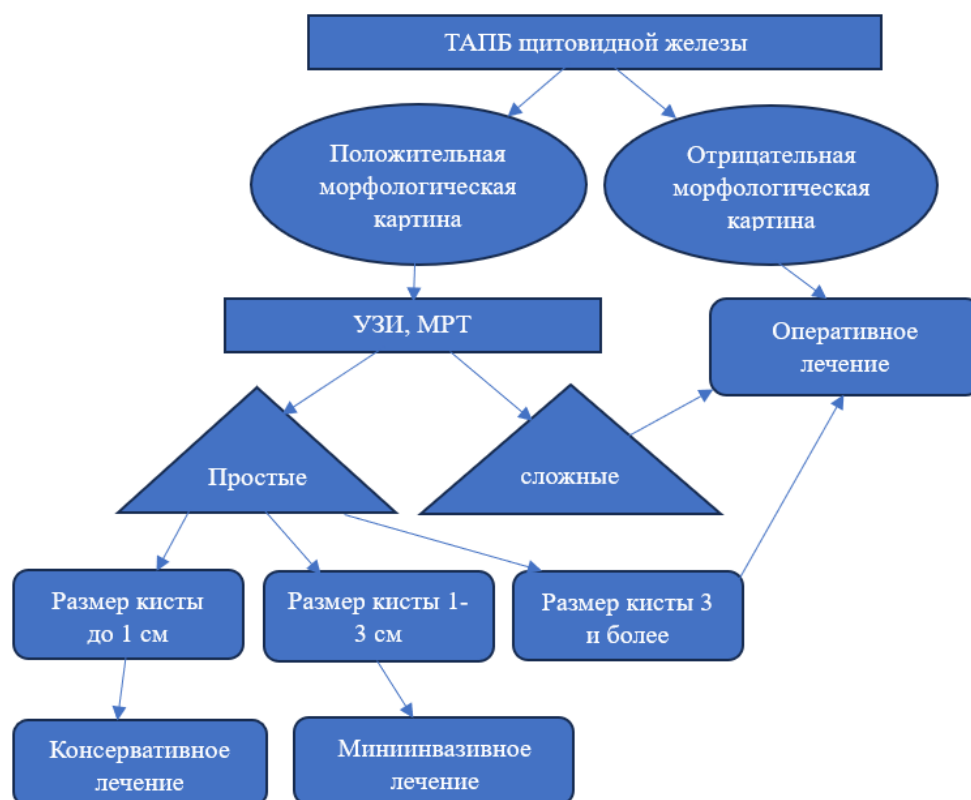 ТАПБ щитовидной железы
Положительная
морфологическая
картина
Отрицательная
морфологическая
картина
УЗИ, МРТ
Оперативное
лечение
Простые
сложные
Размер кисты
до 1 см
Размер кисты 1-
3 см
Размер кисты 3
и более
Консервативное
лечение
Миниинвазивное
лечение